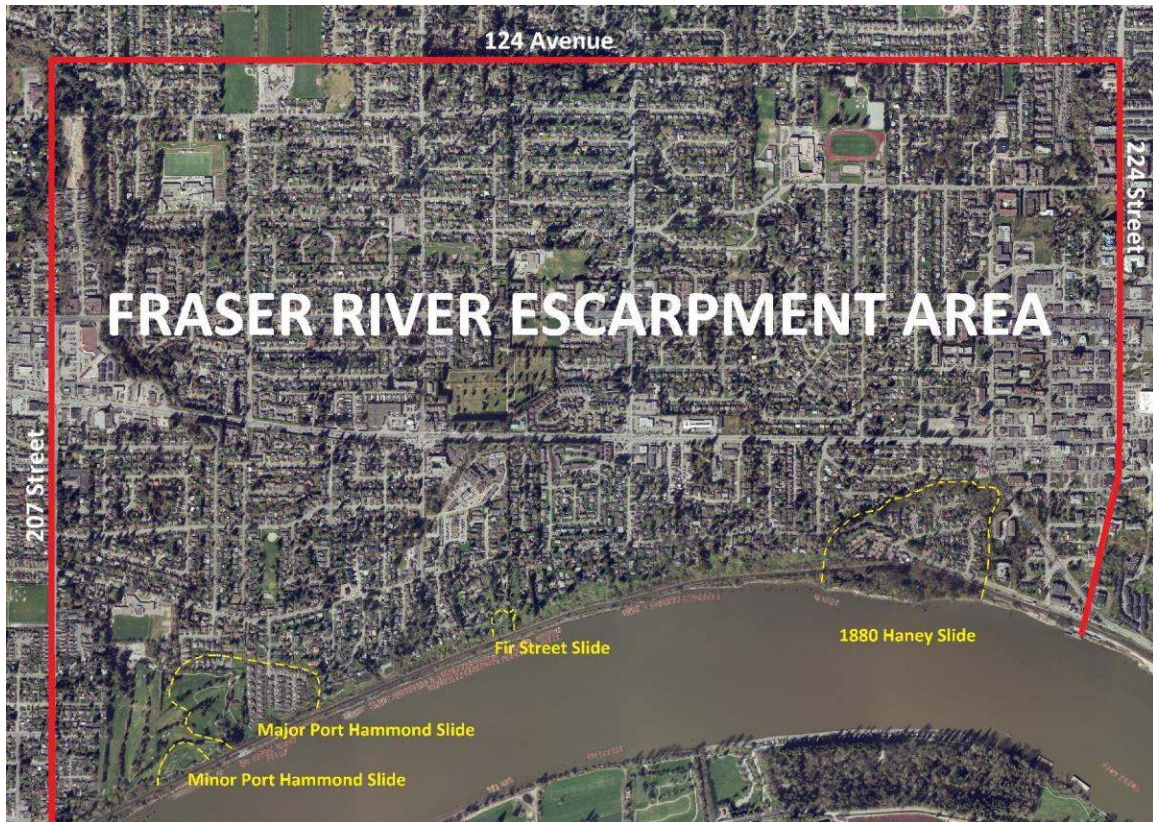 124 Avenue
224 Street
FRASER RIVER ESCARPMENT AREA
207 Street
1880 Haney Slide
Fir Street Slide
Major Port Hammond Slide
Minor Port Hammond Slide